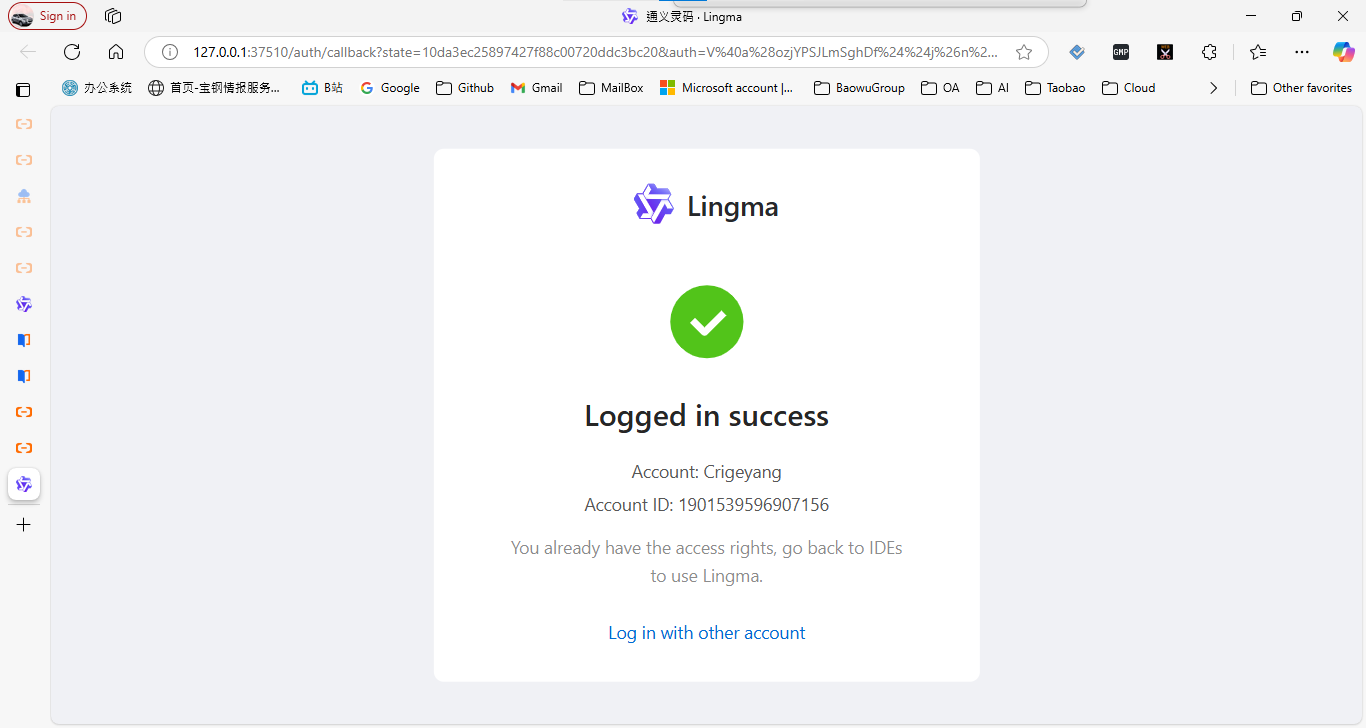 Sign in
通义灵码 · Lingma
127.0.0.1:37510/auth/callback?state=10da3ec25897427f88c00720ddc3bc20&auth=V%40a%28ozjYPSJLmSghDf%24%24j%26n%2...
GMP
办公系统
首页-宝钢情报服务...
B站
Google
Github
Gmail
MailBox
Microsoft account |...
BaowuGroup
OA
AI
Taobao
Cloud
Other favorites
Lingma
Logged in success
Account: Crigeyang
Account ID: 1901539596907156
You already have the access rights, go back to IDEs
to use Lingma.
Log in with other account